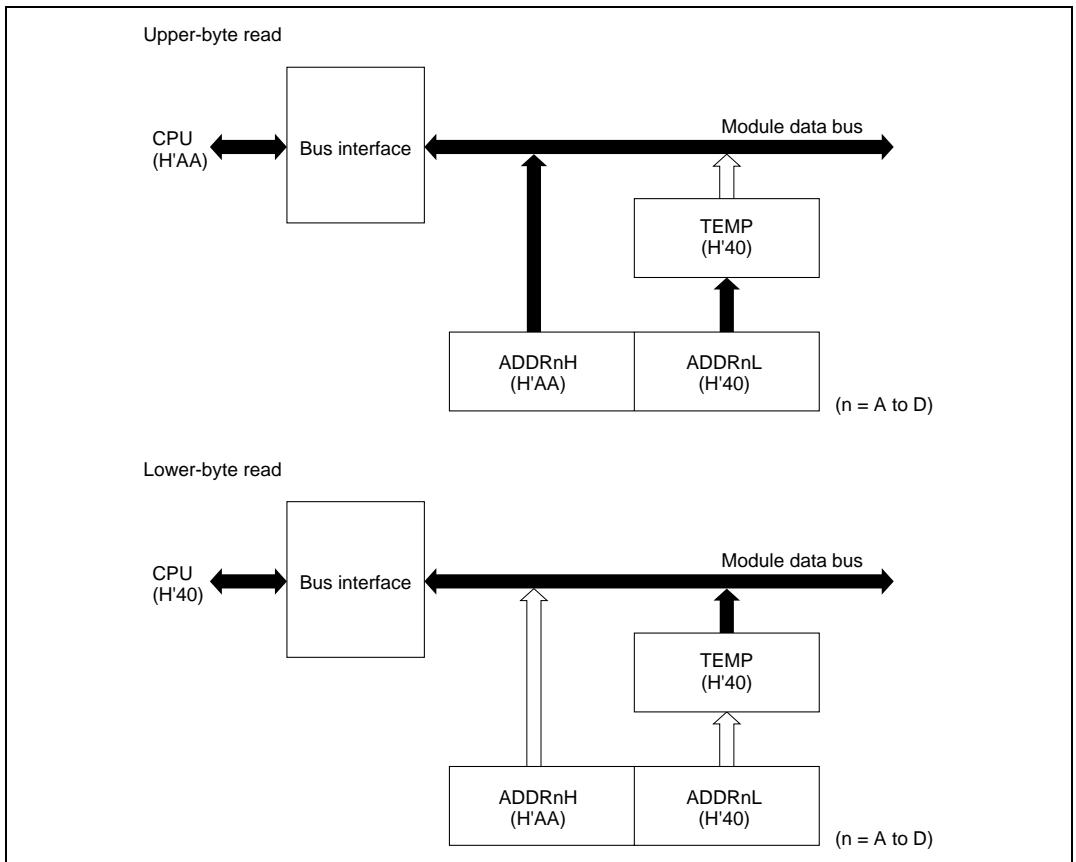 Upper-byte read
CPU
(H'AA)
Bus interface
Module data bus
TEMP
(H'40)
ADDRnH
(H'AA)
ADDRnL
(H'40)
(n = A to D)
Lower-byte read
CPU
(H'40)
Bus interface
Module data bus
TEMP
(H'40)
ADDRnH
(H'AA)
ADDRnL
(H'40)
(n = A to D)